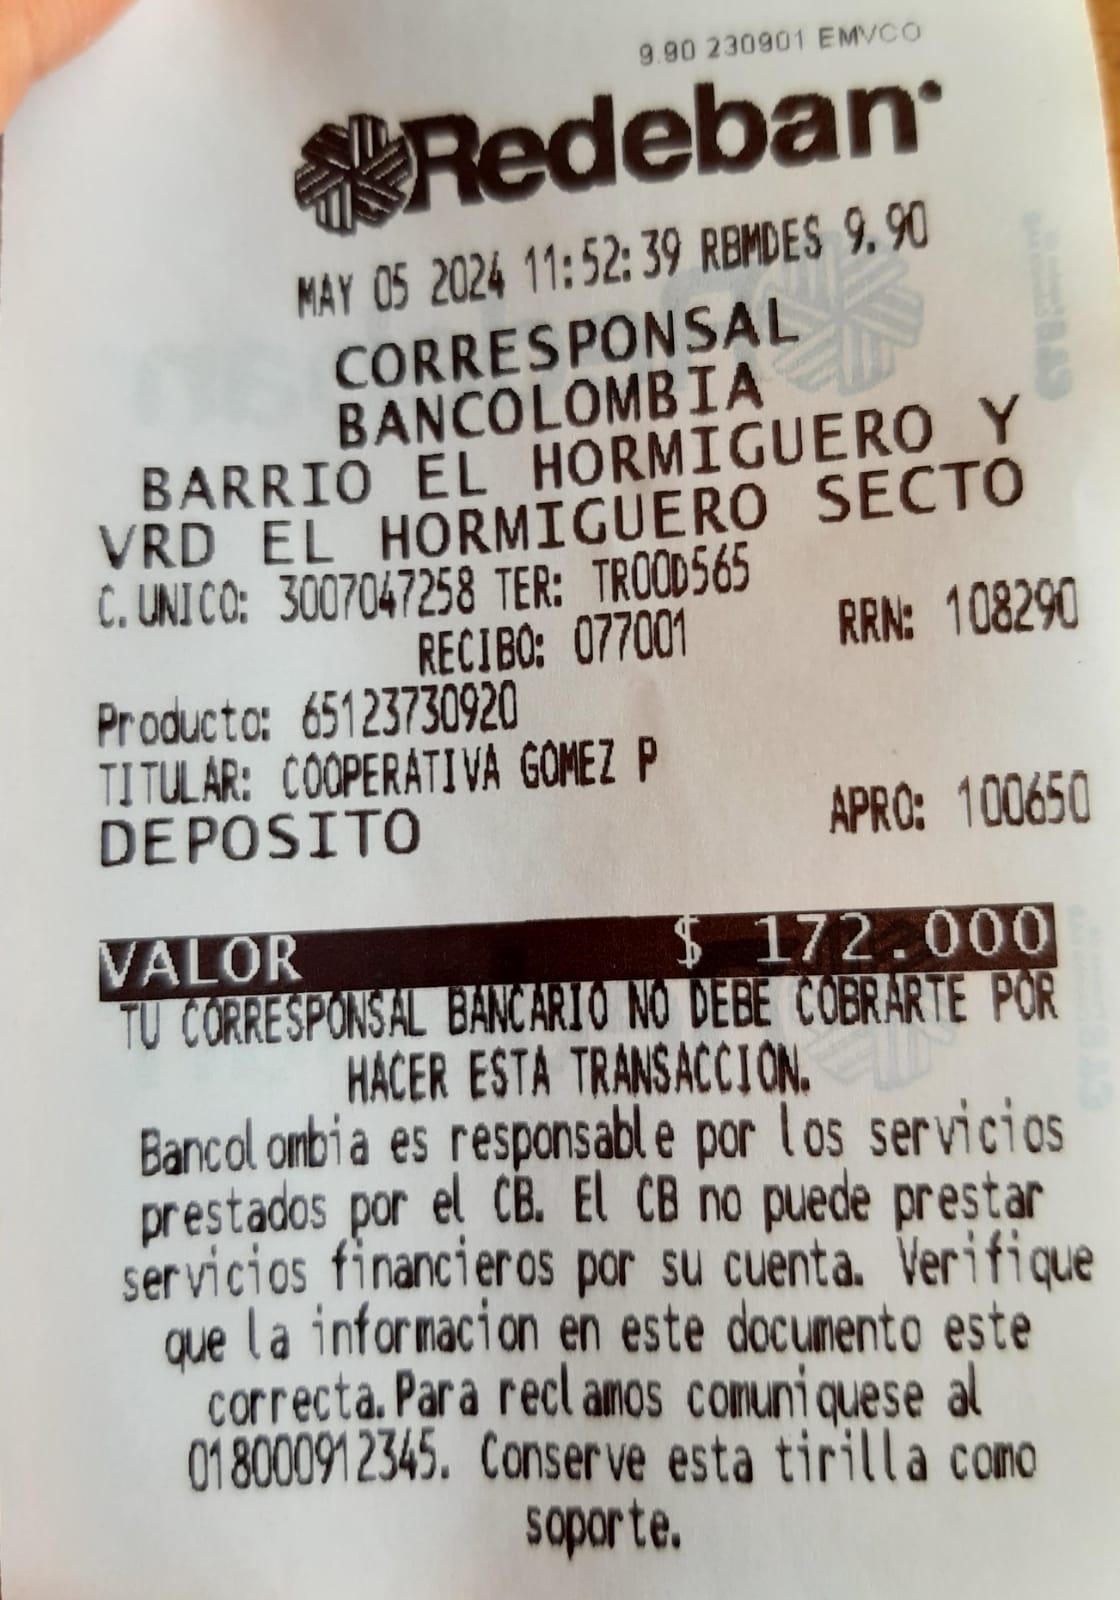 9.90 230901 EMVCO
Redeban
MAY 05 2024 11:52:39 RBMDES 9.90
CORRESPONSAL
BANCOLOMBIA
BARRIO EL HORMIGUERO Y
VRD EL HORMIGUERO SECTO
C.UNICO: 3007047258 TER: TR00D565
RECIBO: 077001 RRN: 108290
Producto: 65123730920
TITULAR: COOPERATIVA GOMEZ P
DEPOSITO APRO: 100650
VALOR $ 172.000
TU CORRESPONSAL BANCARIO NO DEBE COBRARTE POR
HACER ESTA TRANSACCION.
Bancolombia es responsable por los servicios
prestados por el CB. El CB no puede prestar
servicios financieros por su cuenta. Verifique
que la informacion en este documento este
correcta.Para reclamos comuniquese al
018000912345. Conserve esta tirilla como
soporte.